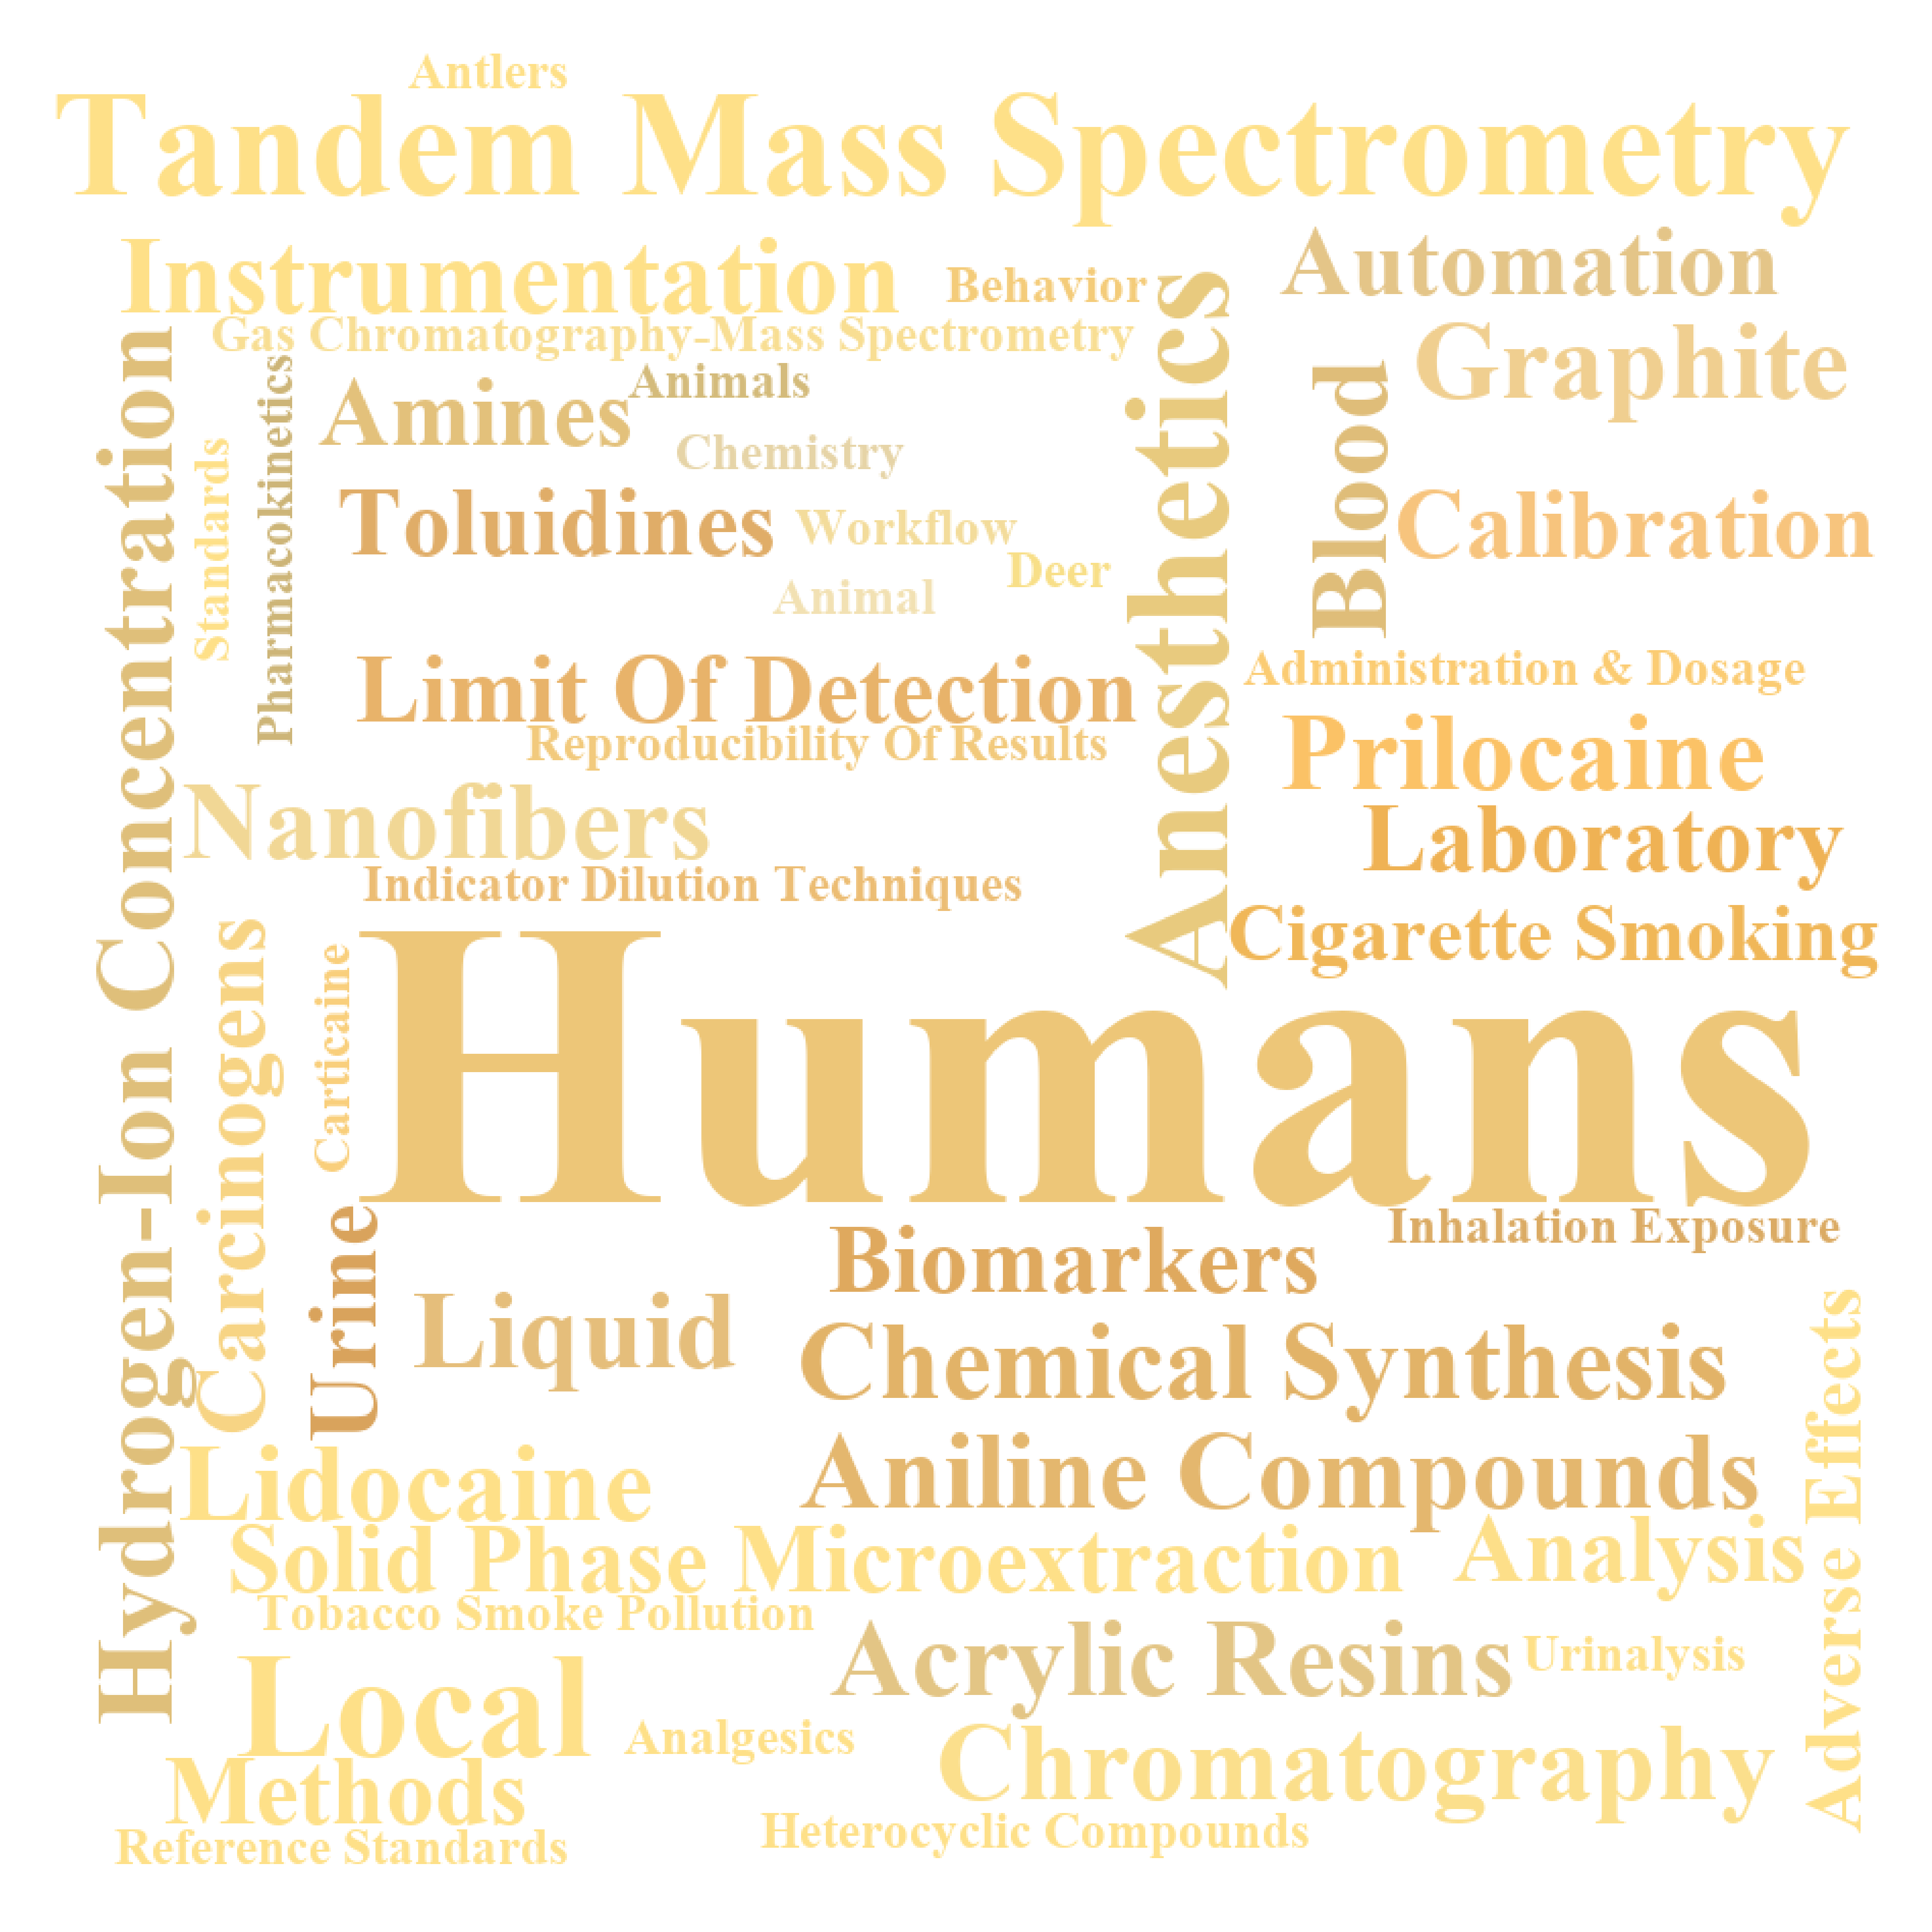 Antlers
Tandem Mass Spectrometry
Instrumentation
Behavior
Automation
Gas Chromatography-Mass Spectrometry
Anesthetics
Graphite
Hydrogen-Ion Concentration
Pharmacokinetics
Amines
Animals
Blood
Standards
Chemistry
Toluidines
Workflow
Calibration
Deer
Animal
Limit Of Detection
Administration & Dosage
Reproducibility Of Results
Prilocaine
Nanofibers
Laboratory
Indicator Dilution Techniques
Cigarette Smoking
Carcinogens
Carticaine
Humans
Urine
Biomarkers
Inhalation Exposure
Liquid
Chemical Synthesis
Adverse Effects
Lidocaine
Aniline Compounds
Solid Phase Microextraction
Analysis
Tobacco Smoke Pollution
Acrylic Resins
Urinalysis
Local
Analgesics
Chromatography
Methods
Heterocyclic Compounds
Reference Standards